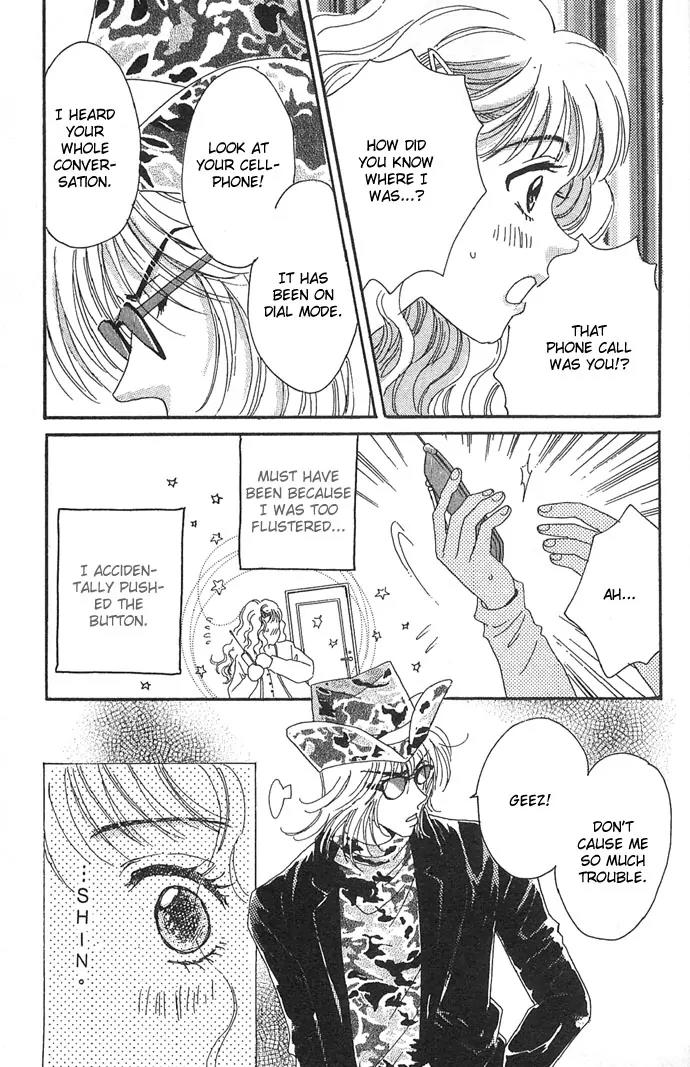 HOW DID
YOU KNOW
WHERE I
WAS...?
THAT
PHONE CALL
WAS YOU!?
LOOK AT
YOUR CELL-
PHONE!
IT HAS
BEEN ON
DIAL MODE.
I HEARD
YOUR
WHOLE
CONVER-
SATION.
AH...
MUST HAVE
BEEN BECAUSE
I WAS TOO
FLUSTERED...
I ACCIDEN-
TALLY PUSH-
ED THE
BUTTON.
GEEZ!
DON'T
CAUSE ME
SO MUCH
TROUBLE.
...SHIN。